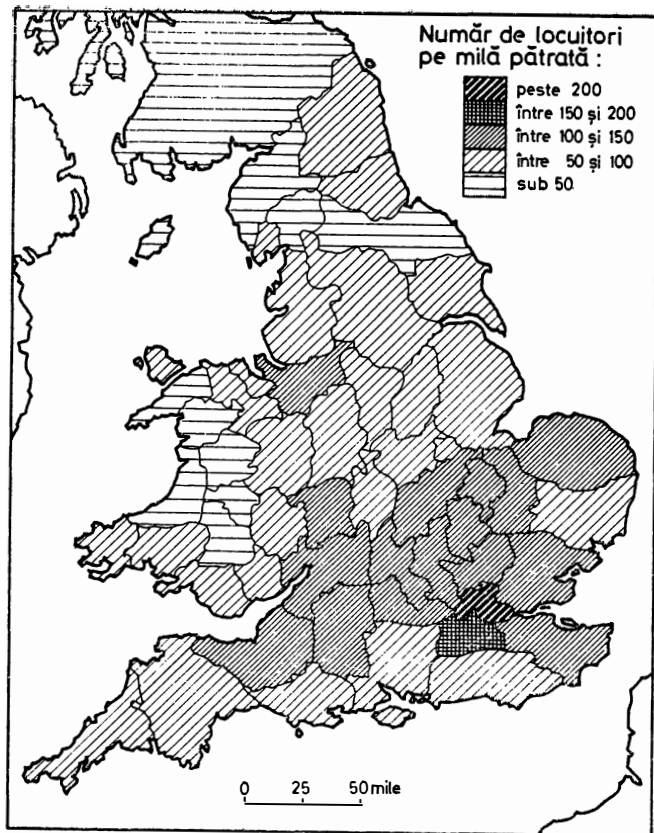 Număr de locuitori
pe milă pătrată :
peste 200
între 150 și 200
între 100 și 150
între 50 și 100
sub 50.
0 25 50 mile